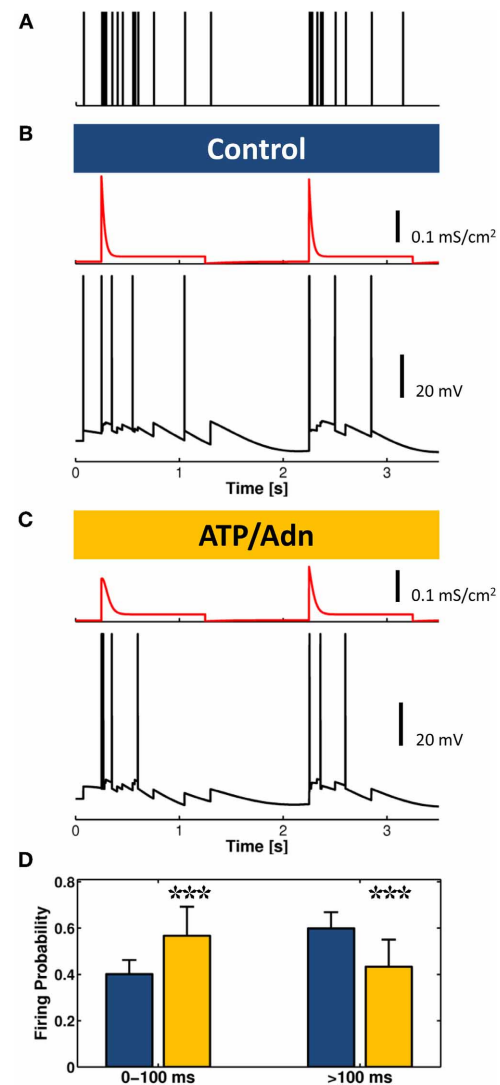 A
B
Control
0.1 mS/cm²
20 mV
0 1 2 3
Time [s]
C
ATP/Adn
0.1 mS/cm²
20 mV
0 1 2 3
Time [s]
D
0.8
0.6
0.4
0.2
0
Firing Probability
*** ***
0–100 ms >100 ms